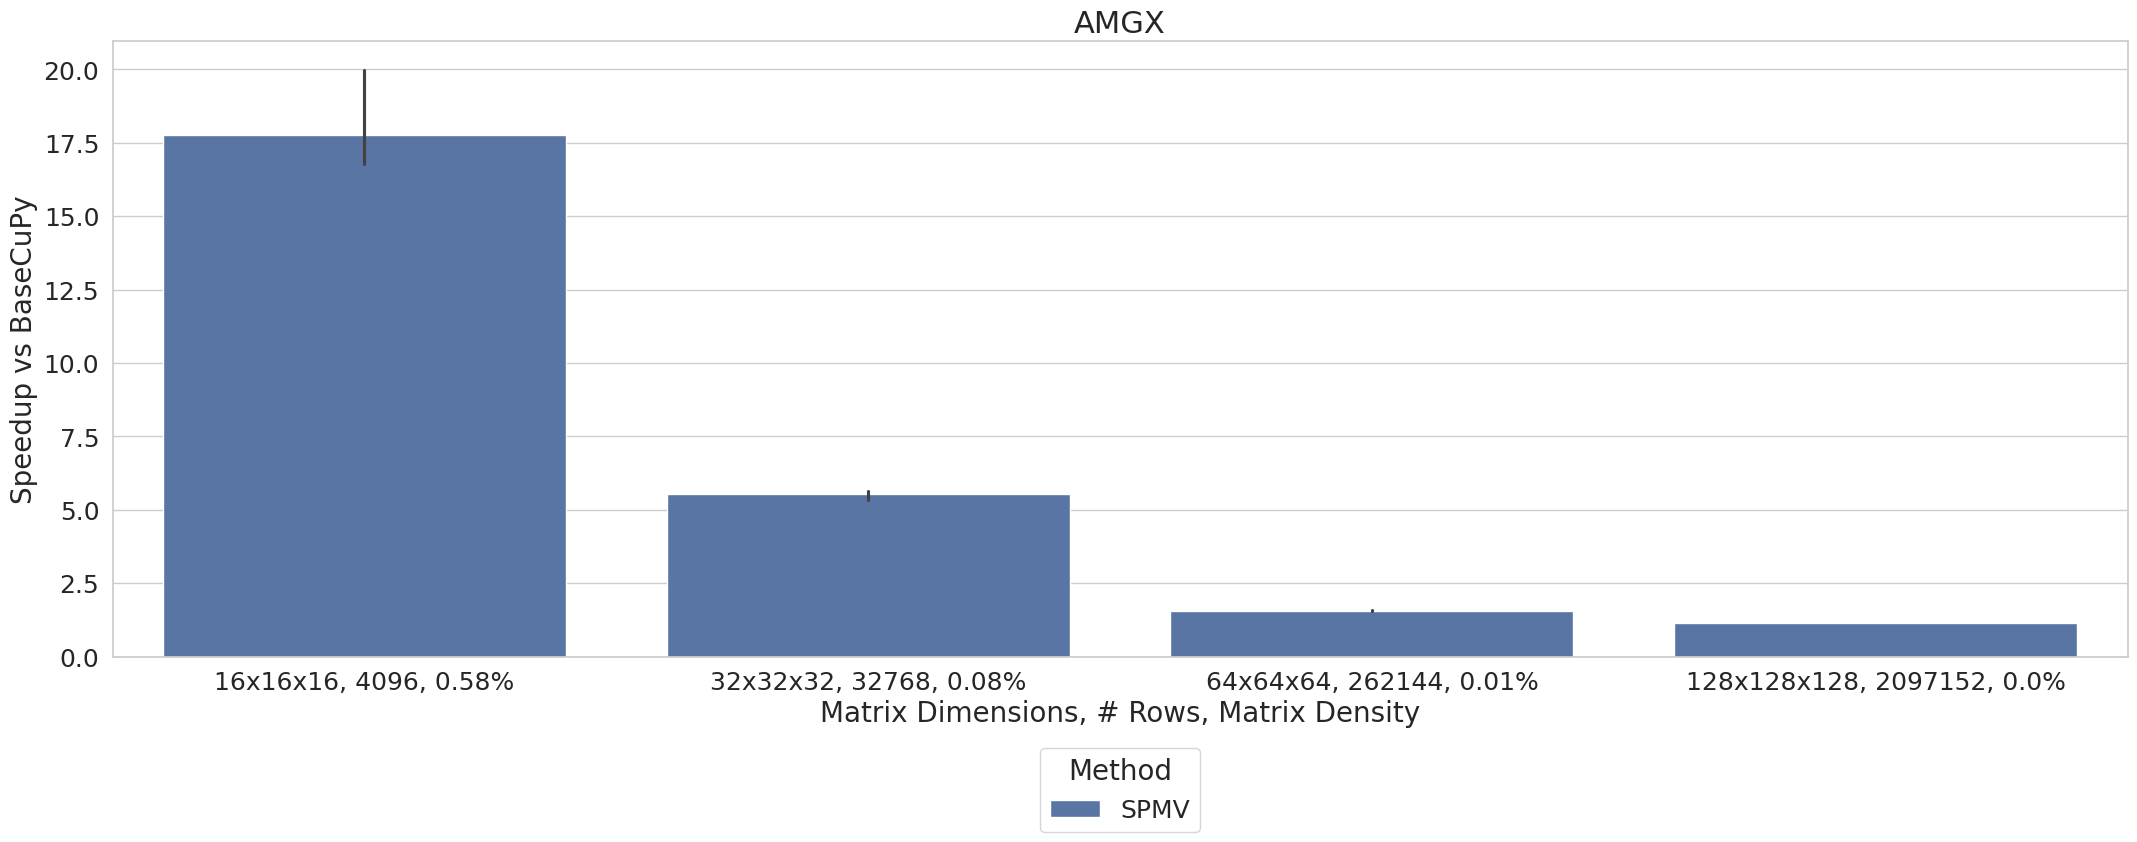 AMGX
20.0
17.5
15.0
12.5
10.0
7.5
5.0
2.5
0.0
Speedup vs BaseCuPy
16x16x16, 4096, 0.58%
32x32x32, 32768, 0.08%
64x64x64, 262144, 0.01%
128x128x128, 2097152, 0.0%
Matrix Dimensions, # Rows, Matrix Density
Method
SPMV